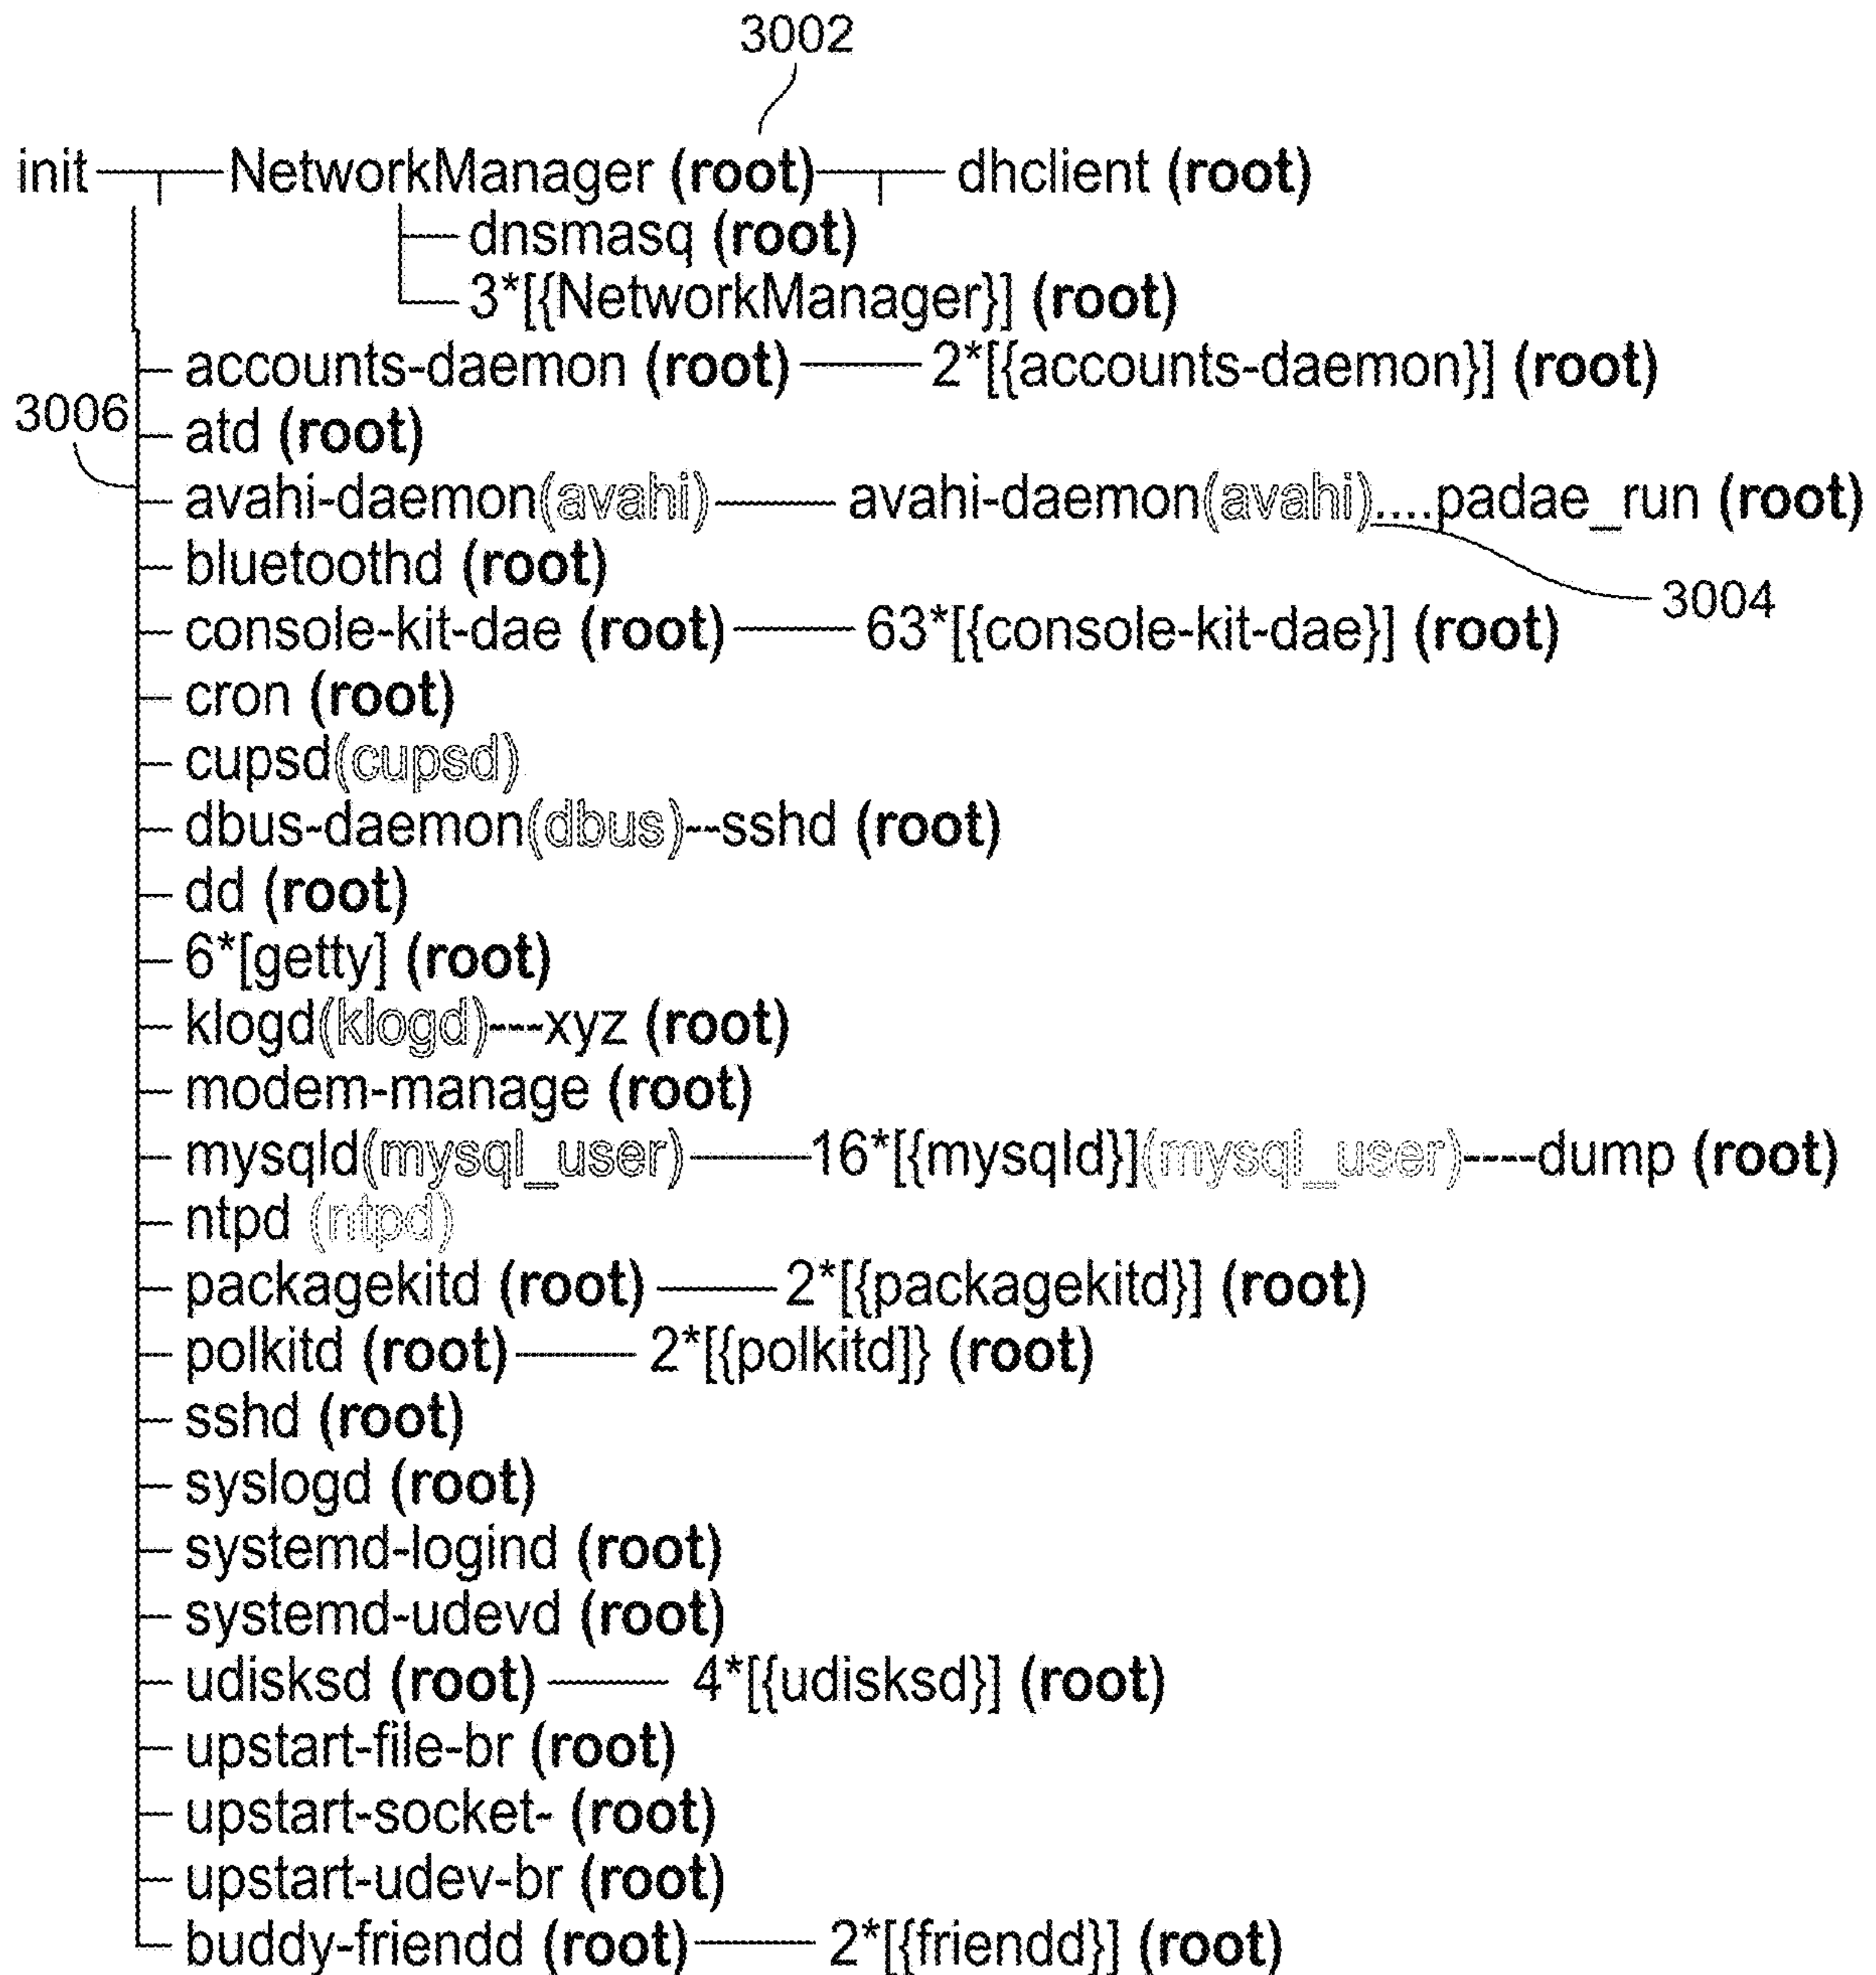 3002
init NetworkManager (root) dhclient (root)
dnsmasq (root)
3*[{NetworkManager}] (root)
accounts-daemon (root) 2*[{accounts-daemon}] (root)
3006
atd (root)
avahi-daemon(avahi) avahi-daemon(avahi)....padae_run (root)
bluetoothd (root)
3004
console-kit-dae (root) 63*[{console-kit-dae}] (root)
cron (root)
cupsd(cupsd)
dbus-daemon(dbus)--sshd (root)
dd (root)
6*[getty] (root)
klogd(klogd)---xyz (root)
modem-manage (root)
mysqld(mysql_user) 16*[{mysqld}](mysql_user)----dump (root)
ntpd (ntpd)
packagekitd (root) 2*[{packagekitd}] (root)
polkitd (root) 2*[{polkitd]} (root)
sshd (root)
syslogd (root)
systemd-logind (root)
systemd-udevd (root)
udisksd (root) 4*[{udisksd}] (root)
upstart-file-br (root)
upstart-socket- (root)
upstart-udev-br (root)
buddy-friendd (root) 2*[{friendd}] (root)